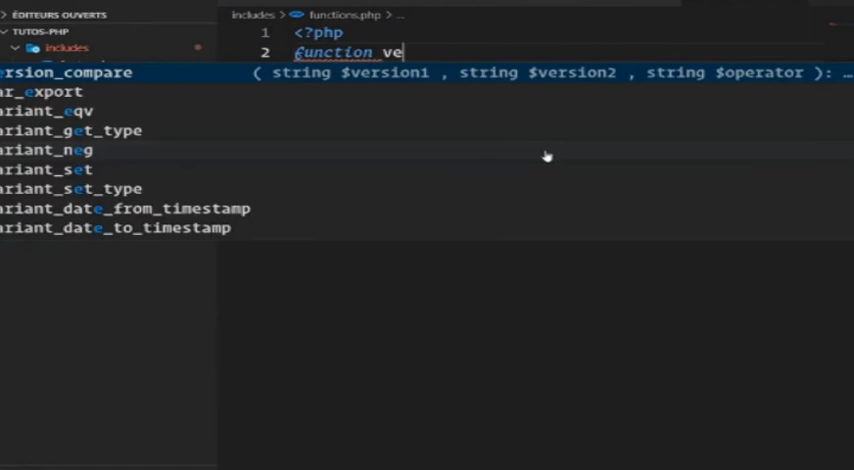 ÉDITEURS OUVERTS
TUTOS-PHP
includes
includes > functions.php > ...
1 <?php
2 function ve
ersion_compare ( string $version1 , string $version2 , string $operator ): ...
ar_export
ariant_eqv
ariant_get_type
ariant_neg
ariant_set
ariant_set_type
ariant_date_from_timestamp
ariant_date_to_timestamp